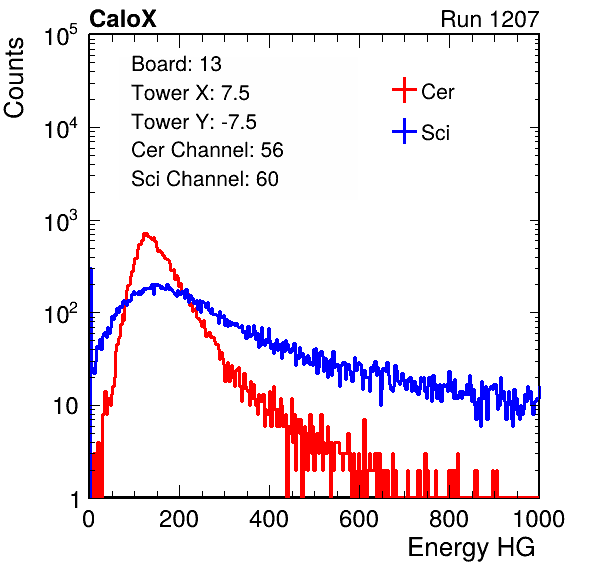 CaloX Run 1207
Counts
10^5
10^4
10^3
10^2
10
1
Board: 13
Tower X: 7.5
Tower Y: -7.5
Cer Channel: 56
Sci Channel: 60
Cer
Sci
0 200 400 600 800 1000
Energy HG